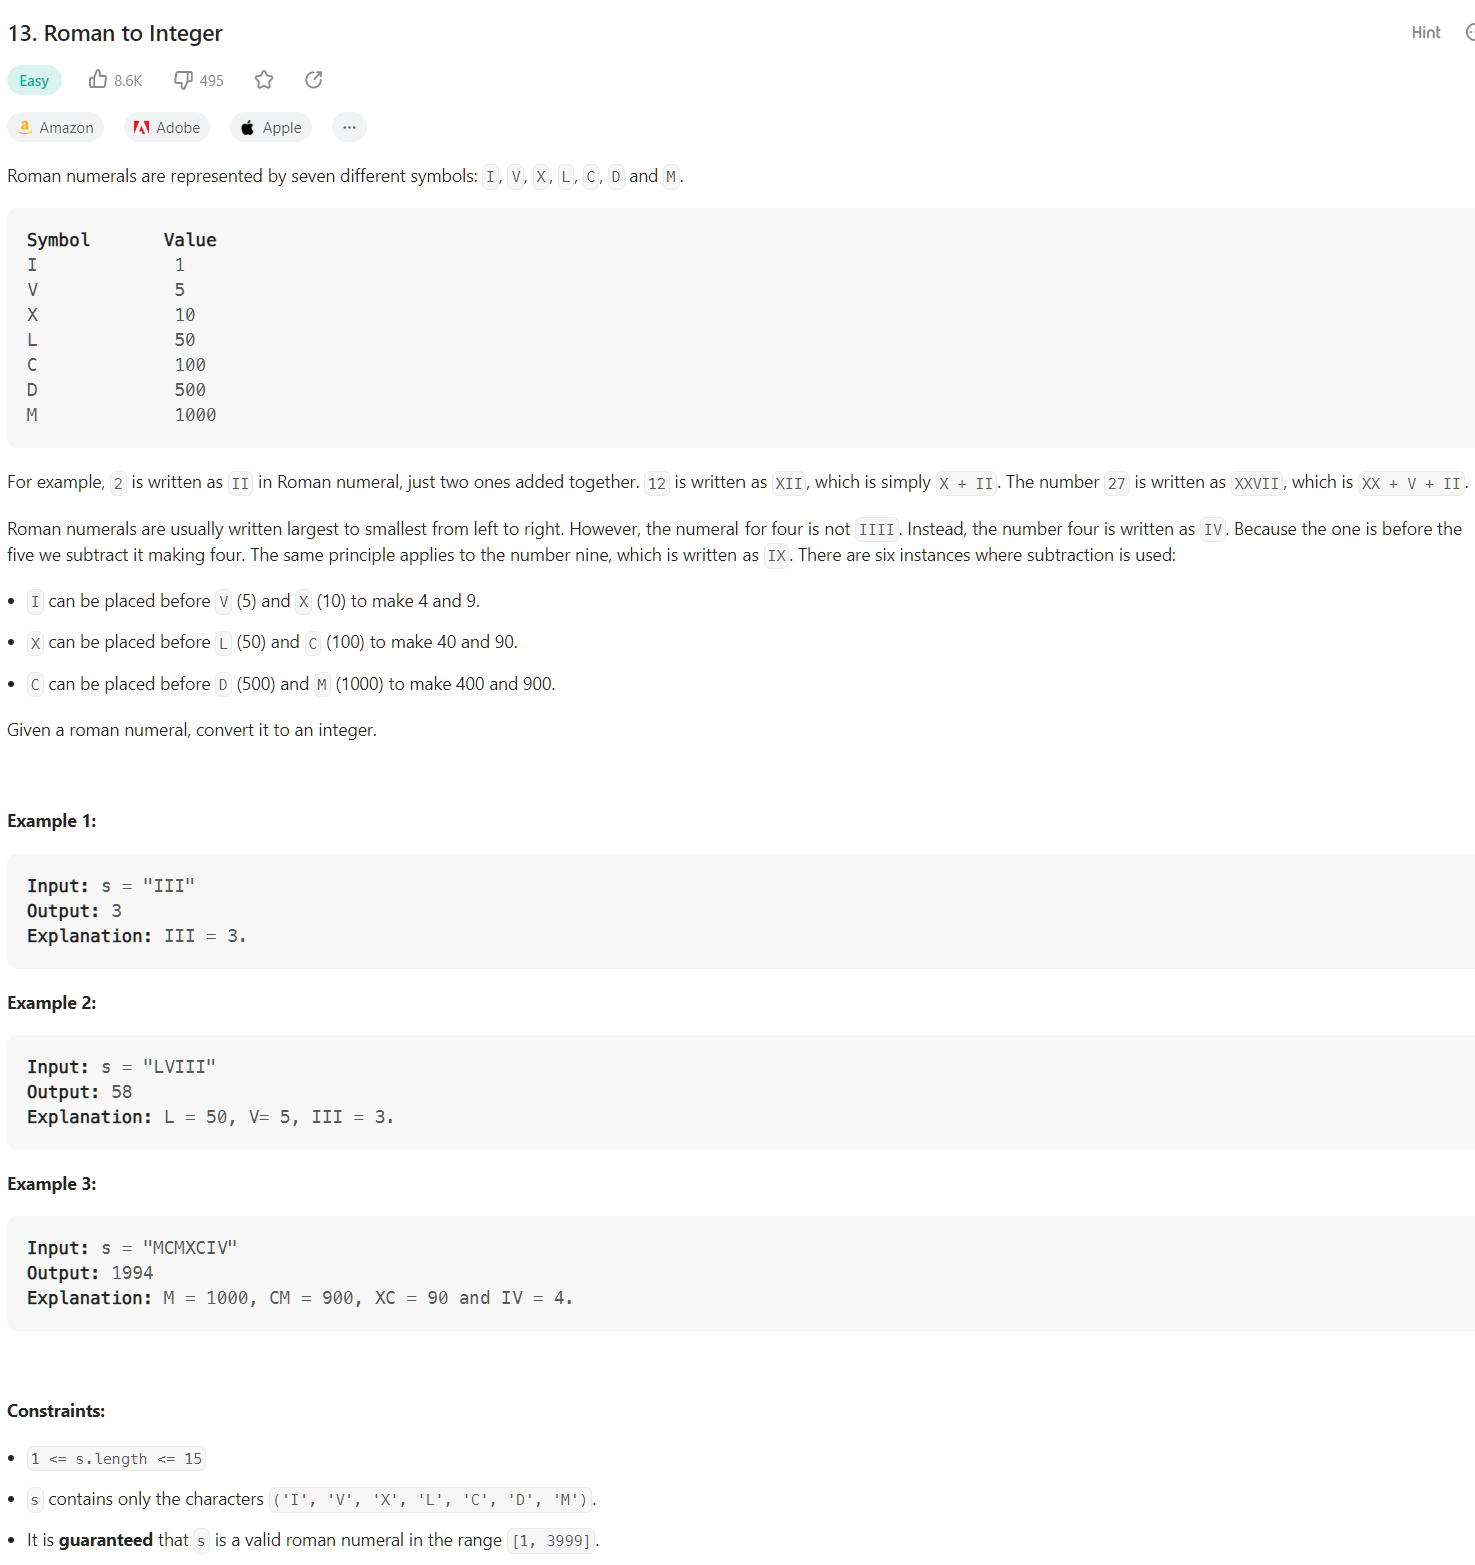 13. Roman to Integer
Hint
Easy 8.6K 495
Amazon Adobe Apple ...
Roman numerals are represented by seven different symbols: I, V, X, L, C, D and M.
Symbol Value
I 1
V 5
X 10
L 50
C 100
D 500
M 1000
For example, 2 is written as II in Roman numeral, just two ones added together. 12 is written as XII, which is simply X + II. The number 27 is written as XXVII, which is XX + V + II.
Roman numerals are usually written largest to smallest from left to right. However, the numeral for four is not IIII. Instead, the number four is written as IV. Because the one is before the
five we subtract it making four. The same principle applies to the number nine, which is written as IX. There are six instances where subtraction is used:
• I can be placed before V (5) and X (10) to make 4 and 9.
• X can be placed before L (50) and C (100) to make 40 and 90.
• C can be placed before D (500) and M (1000) to make 400 and 900.
Given a roman numeral, convert it to an integer.
Example 1:
Input: s = "III"
Output: 3
Explanation: III = 3.
Example 2:
Input: s = "LVIII"
Output: 58
Explanation: L = 50, V= 5, III = 3.
Example 3:
Input: s = "MCMXCIV"
Output: 1994
Explanation: M = 1000, CM = 900, XC = 90 and IV = 4.
Constraints:
• 1 <= s.length <= 15
• s contains only the characters ('I', 'V', 'X', 'L', 'C', 'D', 'M').
• It is guaranteed that s is a valid roman numeral in the range [1, 3999].